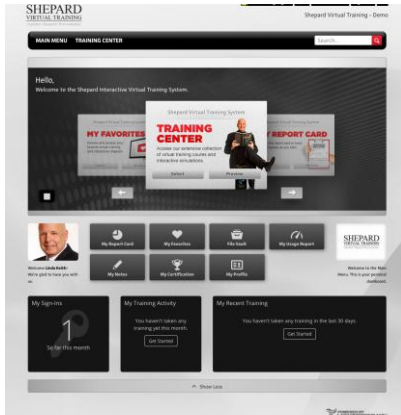 SHEPARD
VIRTUAL TRAINING
Shepard Virtual Training - Demo
MAIN MENU TRAINING CENTER
Search...
Hello,
Welcome to the Shepard Interactive Virtual Training System.
Shepard Virtual Training System
MY FAVORITES
TRAINING
CENTER
Access our extensive collection
of virtual training courses and
interactive simulations.
Select Preview
REPORT CARD
My Report Card
My Favorites
File Vault
My Usage Report
SHEPARD
VIRTUAL TRAINING
My Notes
My Certification
My Profile
We're glad to have you with
us.
Welcome to the Main
Menu. This is your personal
dashboard.
My Sign-Ins
1
So far this month
My Training Activity
You haven't taken any
training yet this month.
Get Started
My Recent Training
You haven't taken any training in the last 30 days.
Get Started
Show Less